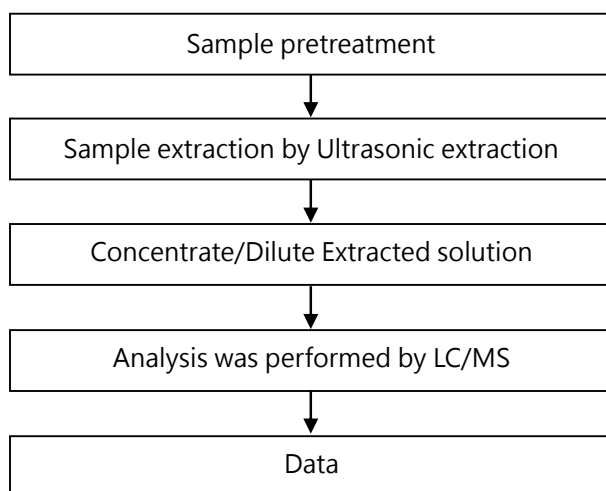 Sample pretreatment
Sample extraction by Ultrasonic extraction
Concentrate/Dilute Extracted solution
Analysis was performed by LC/MS
Data